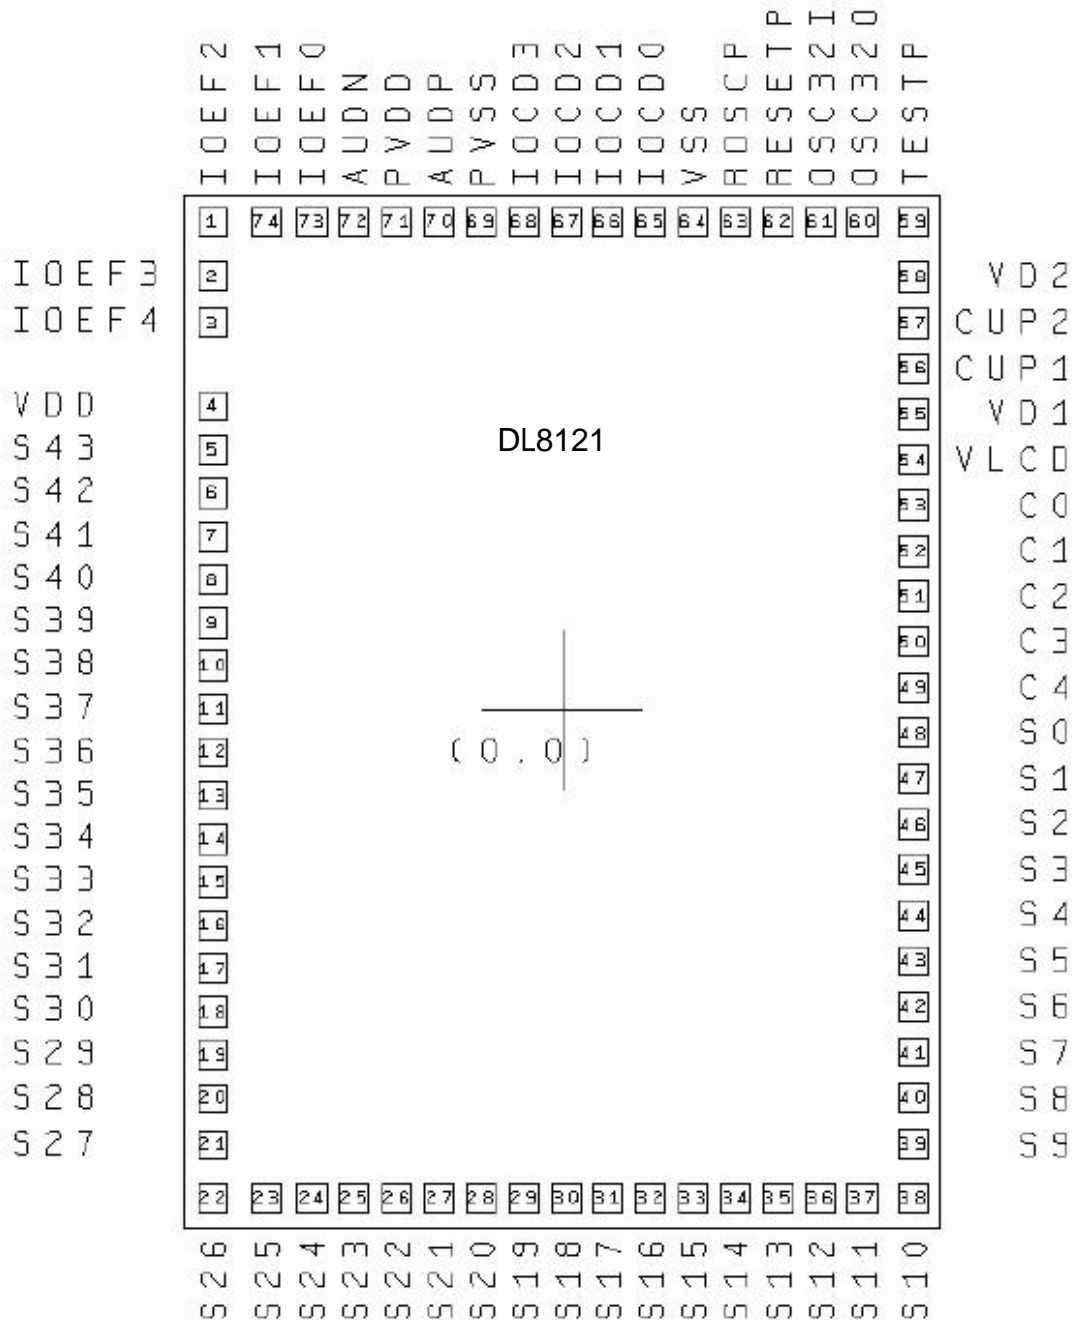 IOEF2
IOEF1
IOEF0
AUDN
PVDD
AUDP
PVSS
IOCD3
IOCD2
IOCD1
IOCD0
VSS
ROSCP
RESETP
OSC32I
OSC32O
TESTP
1 74 73 72 71 70 69 68 67 66 65 64 63 62 61 60 59
IOEF3 2 58 VD2
IOEF4 3 57 CUP2
56 CUP1
VDD 4 55 VD1
S43 5 54 VLCD
S42 6 53 C0
S41 7 52 C1
S40 8 51 C2
S39 9 50 C3
S38 10 49 C4
S37 11 48 S0
S36 12 47 S1
S35 13 46 S2
S34 14 45 S3
S33 15 44 S4
S32 16 43 S5
S31 17 42 S6
S30 18 41 S7
S29 19 40 S8
S28 20 39 S9
S27 21
DL8121
(0,0)
22 23 24 25 26 27 28 29 30 31 32 33 34 35 36 37 38
S26
S25
S24
S23
S22
S21
S20
S19
S18
S17
S16
S15
S14
S13
S12
S11
S10